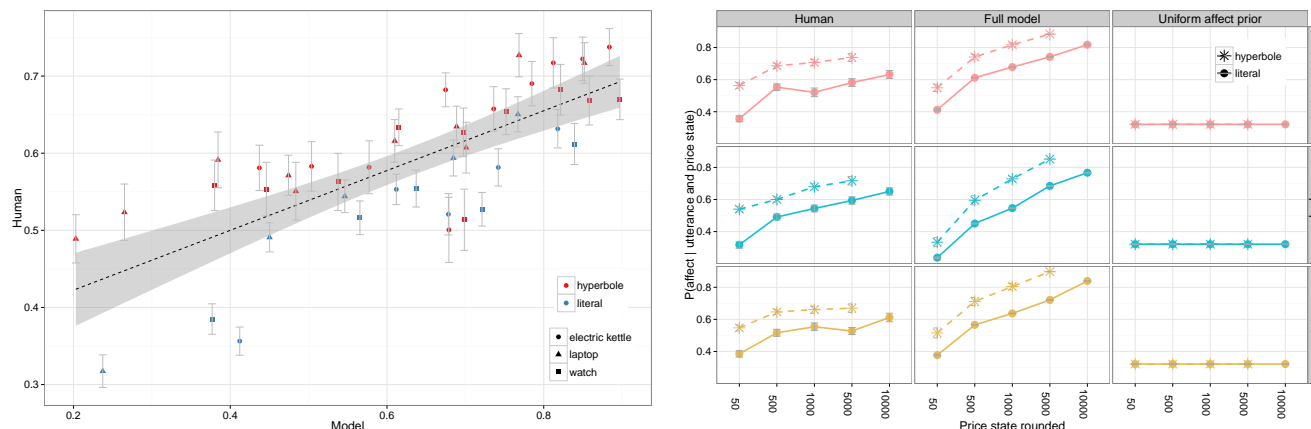 Human
0.7
0.6
0.5
0.4
0.3
0.2
0.4
0.6
0.8
Model
hyperbole
literal
electric kettle
laptop
watch
P(affect | utterance and price state)
Human
Full model
Uniform affect prior
0.8
0.6
0.4
0.8
0.6
0.4
0.8
0.6
0.4
hyperbole
literal
50
500
1000
5000
10000
50
500
1000
5000
10000
50
500
1000
5000
10000
Price state rounded